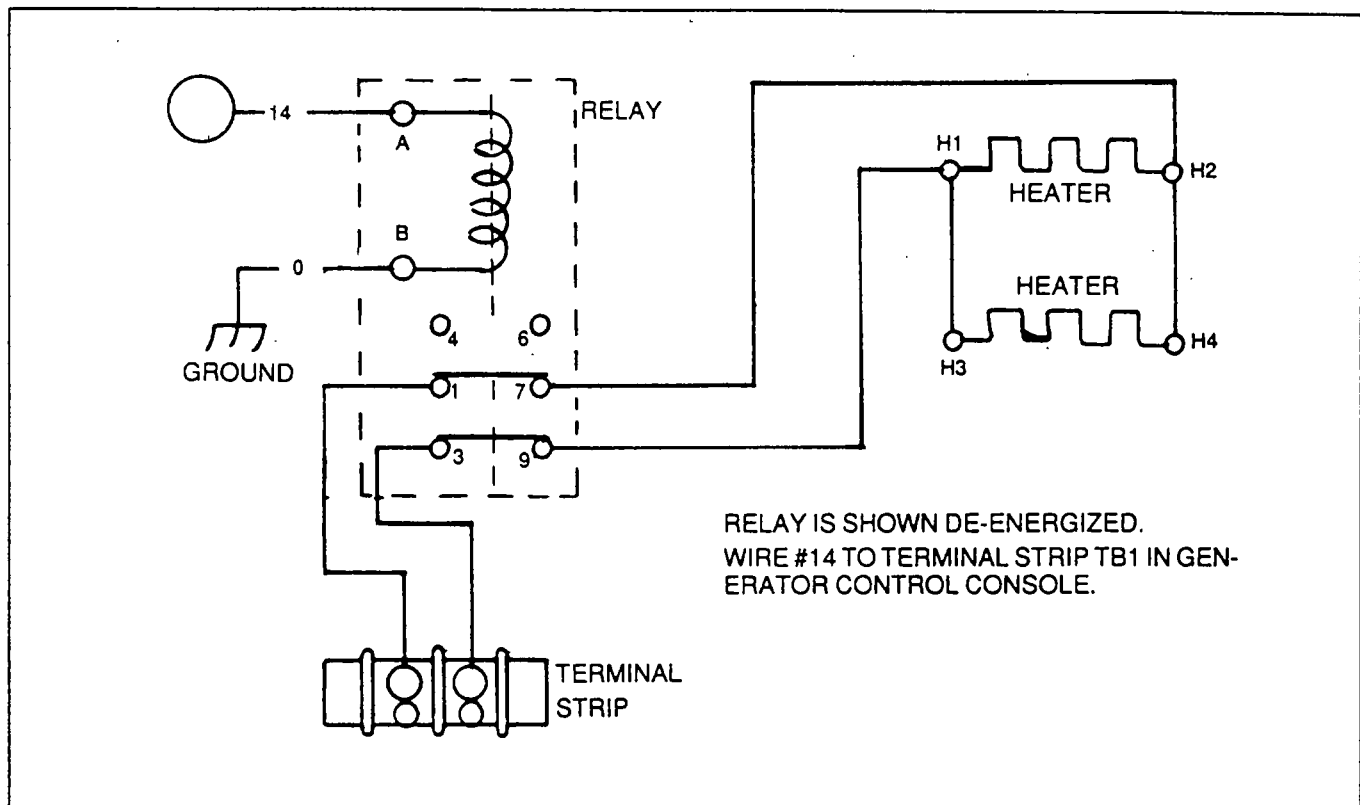 14
A
RELAY
B
0
GROUND
4
6
1
7
3
9
H1
H2
HEATER
HEATER
H3
H4
RELAY IS SHOWN DE-ENERGIZED.
WIRE #14 TO TERMINAL STRIP TB1 IN GEN-
ERATOR CONTROL CONSOLE.
TERMINAL
STRIP